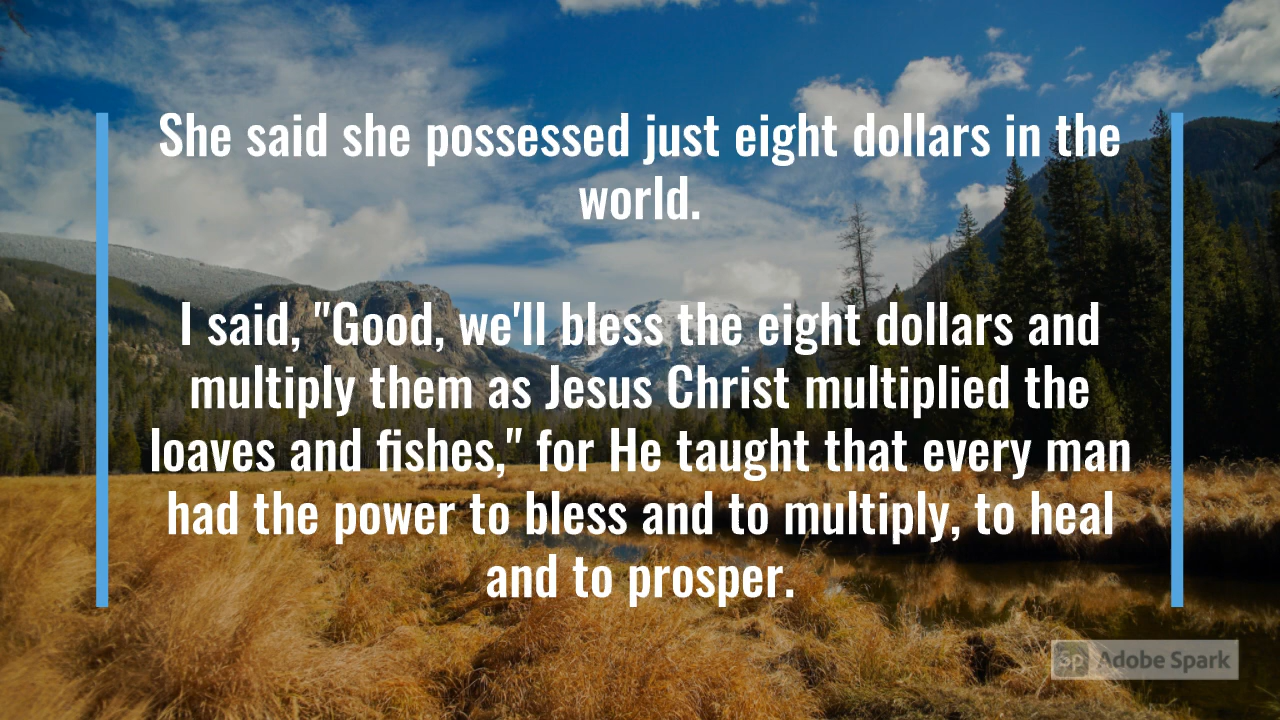 She said she possessed just eight dollars in the
world.
I said, "Good, we'll bless the eight dollars and
multiply them as Jesus Christ multiplied the
loaves and fishes," for He taught that every man
had the power to bless and to multiply, to heal
and to prosper.
Sp Adobe Spark